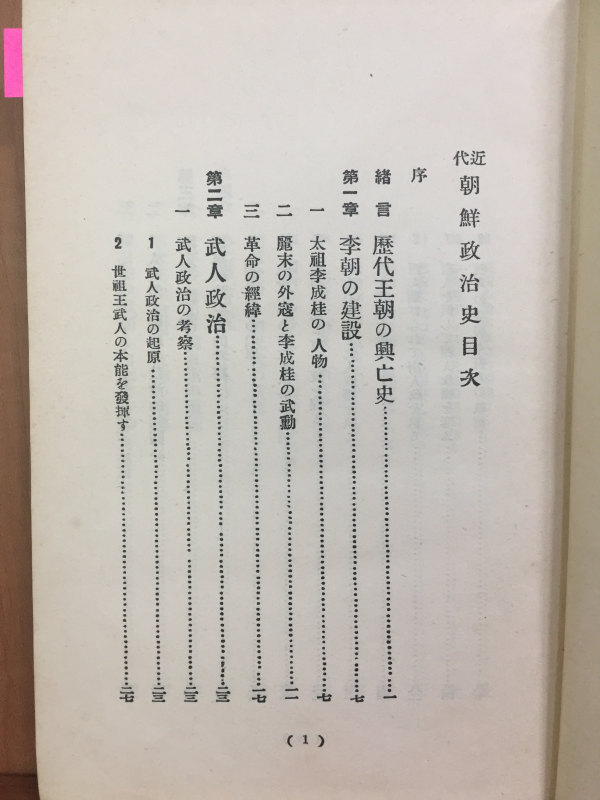 近代朝鮮政治史目次
序
緒言 歷代王朝の興亡史……一
第一章 李朝の建設……七
一 太祖李成桂の人物……七
二 麗末の外寇と李成桂の武勳……一一
三 革命の經緯……一七
第二章 武人政治……二三
一 武人政治の考察……二三
1 武人政治の起原……二三
2 世祖王武人の本能を發揮す……二七
(1)